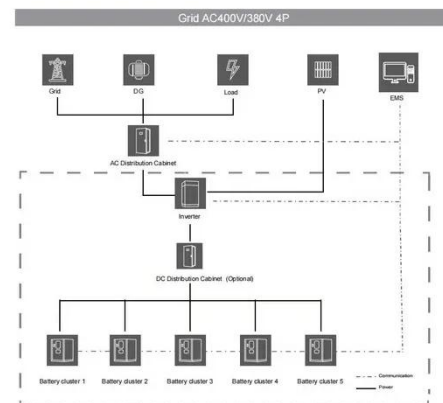 Grid AC400V/380V 4P
Grid
DG
Load
PV
EMS
AC Distribution Cabinet
Inverter
DC Distribution Cabinet (Optional)
Battery cluster 1
Battery cluster 2
Battery cluster 3
Battery cluster 4
Battery cluster 5
Communication
Power